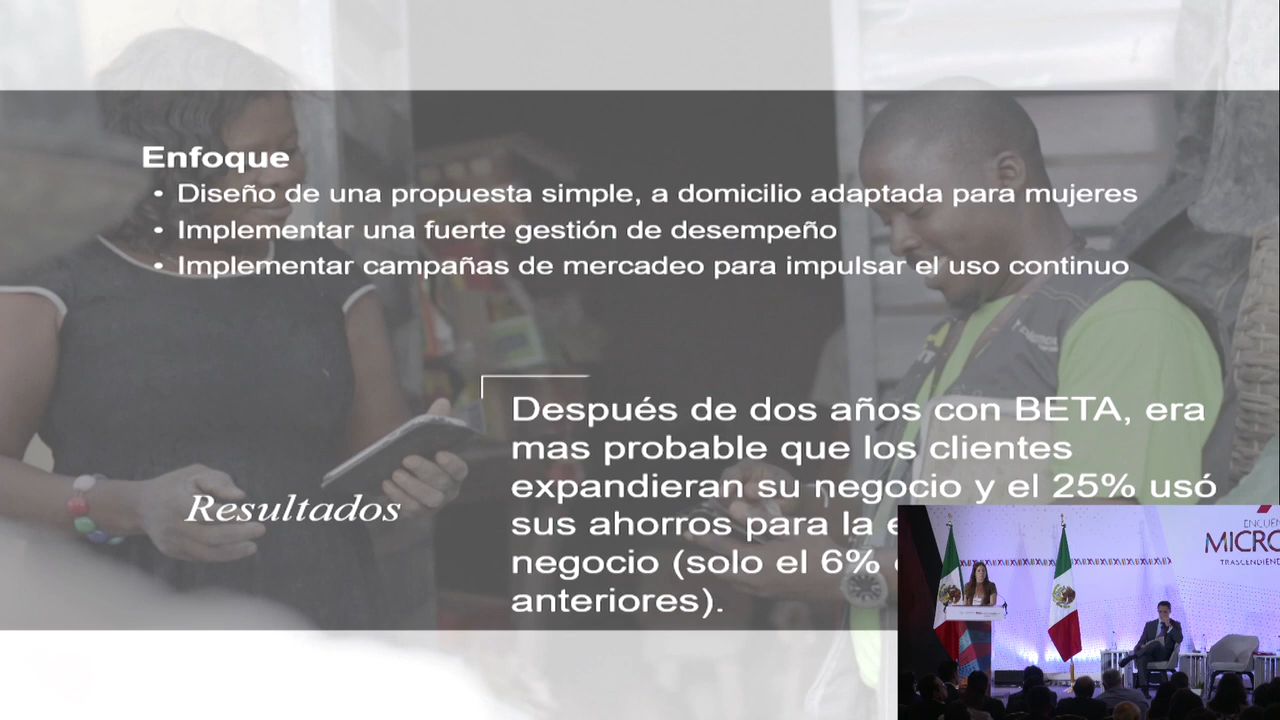 Enfoque
• Diseño de una propuesta simple, a domicilio adaptada para mujeres
• Implementar una fuerte gestión de desempeño
• Implementar campañas de mercadeo para impulsar el uso continuo
Resultados
Después de dos años con BETA, era
mas probable que los clientes
expandieran su negocio y el 25% usó
sus ahorros para la
negocio (solo el 6%
anteriores).
MICRO